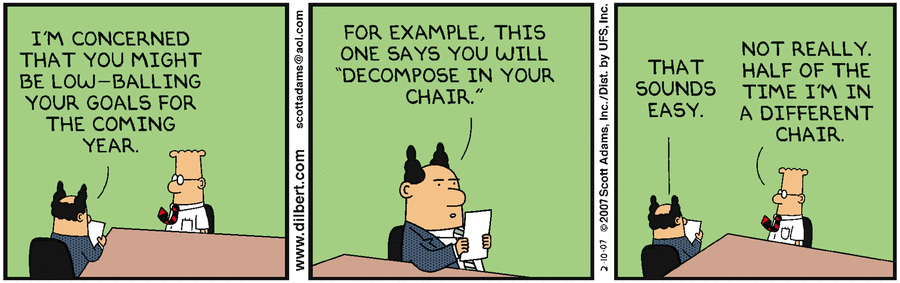 I'M CONCERNED
THAT YOU MIGHT
BE LOW-BALLING
YOUR GOALS FOR
THE COMING
YEAR.
www.dilbert.com
scottadams@aol.com
FOR EXAMPLE, THIS
ONE SAYS YOU WILL
"DECOMPOSE IN YOUR
CHAIR."
2-10-07 ©2007 Scott Adams, Inc./Dist. by UFS, Inc.
THAT
SOUNDS
EASY.
NOT REALLY.
HALF OF THE
TIME I'M IN
A DIFFERENT
CHAIR.